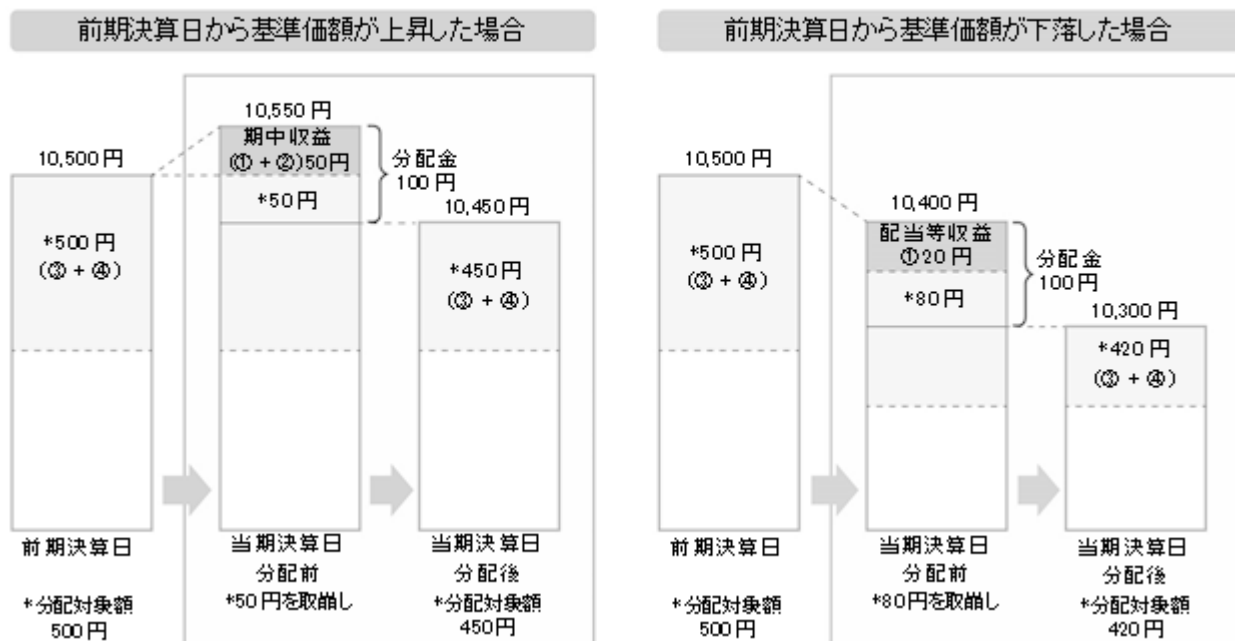 前期決算日から基準価額が上昇した場合
10,550円
期中収益
(①+②)50円
10,500円
分配金
100円
*50円
10,450円
*500円
(③+④)
*450円
(③+④)
前期決算日
当期決算日
分配前
当期決算日
分配後
*分配対象額
500円
*50円を取崩し
*分配対象額
450円
前期決算日から基準価額が下落した場合
10,500円
10,400円
配当等収益
①20円
分配金
100円
*500円
(③+④)
*80円
10,300円
*420円
(③+④)
前期決算日
当期決算日
分配前
当期決算日
分配後
*分配対象額
500円
*80円を取崩し
*分配対象額
420円